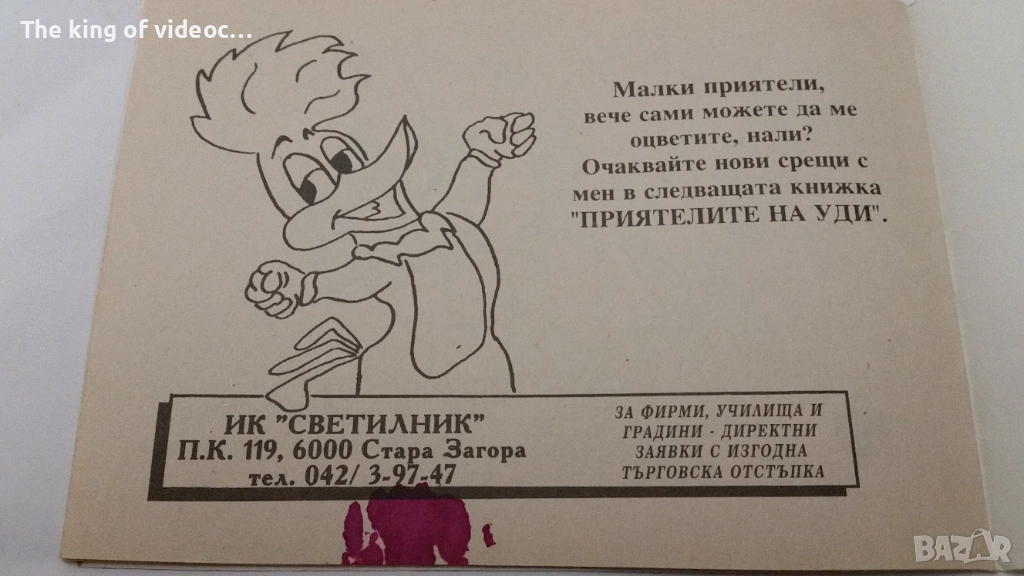 The king of videoc...
Малки приятели,
вече сами можете да ме
оцветите, нали?
Очаквайте нови срещи с
мен в следващата книжка
"ПРИЯТЕЛИТЕ НА УДИ".
ИК "СВЕТИЛНИК"
П.К. 119, 6000 Стара Загора
тел. 042/ 3-97-47
ЗА ФИРМИ, УЧИЛИЩА И
ГРАДИНИ - ДИРЕКТНИ
ЗАЯВКИ С ИЗГОДНА
ТЪРГОВСКА ОТСТЪПКА
BAZAR